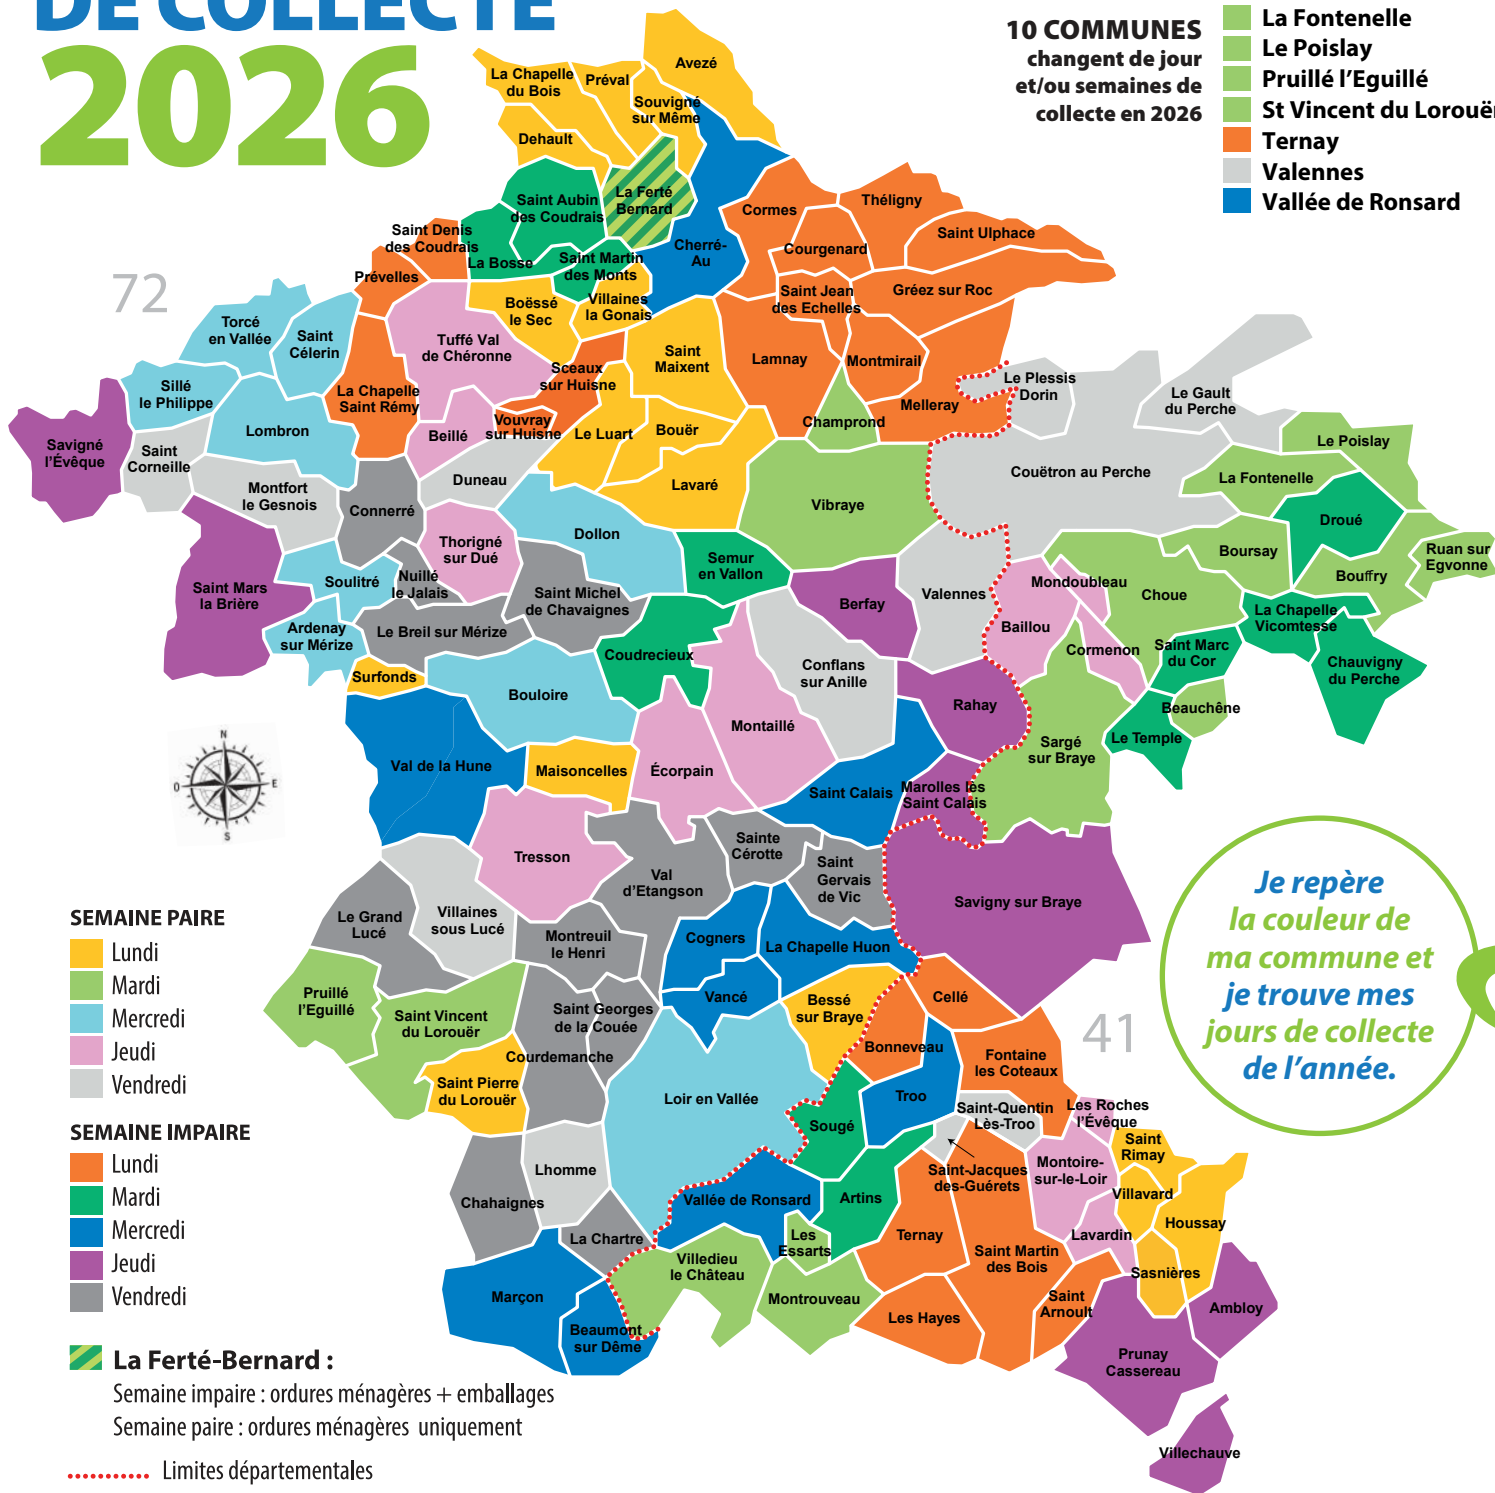 DE COLLECTE
2026
10 COMMUNES
changent de jour
et/ou semaines de
collecte en 2026
La Fontenelle
Le Poislay
Pruillé l'Eguillé
St Vincent du Lorouër
Ternay
Valennes
Vallée de Ronsard
72
41
La Chapelle
du Bois
Préval
Avezé
Souvigné
sur Même
Dehault
La Ferté
Bernard
Saint Aubin
des Coudrais
Saint Denis
des Coudrais
La Bosse
Saint Martin
des Monts
Cherré-
Au
Cormes
Théligny
Courgenard
Saint Ulphace
Prévelles
Boëssé
le Sec
Villaines
la Gonais
Saint Jean
des Echelles
Gréez sur Roc
Torcé
en Vallée
Saint
Célerin
Tuffé Val
de Chéronne
Sceaux
sur Huisne
Saint
Maixent
Lamnay
Montmirail
Sillé
le Philippe
La Chapelle
Saint Rémy
Le Plessis
Dorin
Le Gault
du Perche
Melleray
Champrond
Savigné
l'Évêque
Saint
Corneille
Lombron
Beillé
Vouvray
sur Huisne
Le Luart
Bouër
Le Poislay
Montfort
le Gesnois
Connerré
Duneau
Lavaré
Couëtron au Perche
La Fontenelle
Vibraye
Droué
Dollon
Thorigné
sur Dué
Semur
en Vallon
Boursay
Ruan sur
Egvonne
Bouffry
Saint Mars
la Brière
Soulitré
Nuillé
le Jalais
Saint Michel
de Chavaignes
Berfay
Valennes
Mondoubleau
Choue
La Chapelle
Vicomtesse
Ardenay
sur Mérize
Le Breil sur Mérize
Baillou
Cormenon
Saint Marc
du Cor
Chauvigny
du Perche
Coudrecieux
Conflans
sur Anille
Surfonds
Bouloire
Rahay
Beauchêne
Le Temple
Montaillé
Sargé
sur Braye
Val de la Hune
Maisoncelles
Écorpain
Saint Calais
Marolles lès
Saint Calais
N
O
E
S
Tresson
Sainte
Cérotte
Saint
Gervais
de Vic
Val
d'Etangson
Savigny sur Braye
Le Grand
Lucé
Villaines
sous Lucé
Montreuil
le Henri
Cogners
La Chapelle Huon
Vancé
Bessé
sur Braye
Cellé
Pruillé
l'Eguillé
Saint Vincent
du Lorouër
Saint Georges
de la Couée
Courdemanche
Bonneveau
Fontaine
les Coteaux
Saint Pierre
du Lorouër
Loir en Vallée
Troo
Sougé
Saint-Quentin
Lès-Troo
Les Roches
l'Évêque
Saint
Rimay
Lhomme
Saint-Jacques
des-Guérets
Montoire-
sur-le-Loir
Villavard
Chahaignes
Vallée de Ronsard
Artins
Houssay
La Chartre
Les
Essarts
Ternay
Saint Martin
des Bois
Lavardin
Sasnières
Villedieu
le Château
Marçon
Montrouveau
Les Hayes
Saint
Arnoult
Ambloy
Beaumont
sur Dême
Prunay
Cassereau
Villechauve
Je repère
la couleur de
ma commune et
je trouve mes
jours de collecte
de l'année.
SEMAINE PAIRE
Lundi
Mardi
Mercredi
Jeudi
Vendredi
SEMAINE IMPAIRE
Lundi
Mardi
Mercredi
Jeudi
Vendredi
La Ferté-Bernard :
Semaine impaire : ordures ménagères + emballages
Semaine paire : ordures ménagères uniquement
Limites départementales